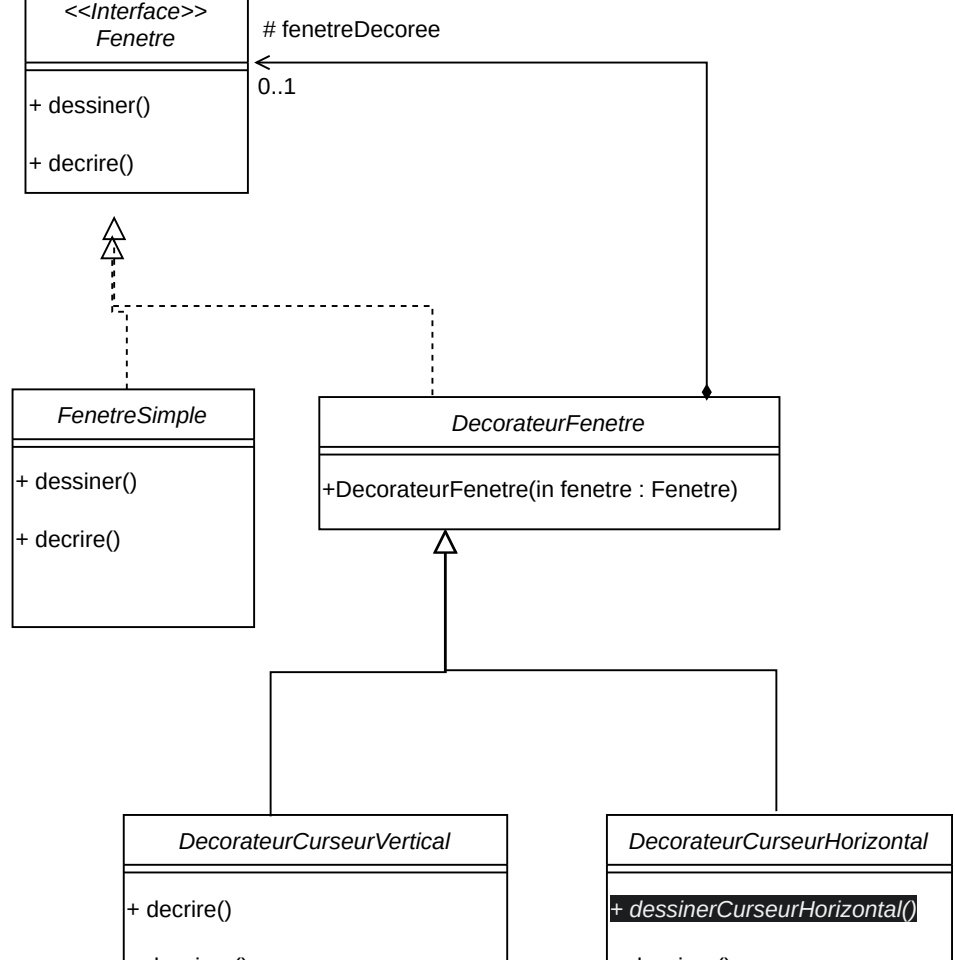 <<Interface>>
Fenetre
# fenetreDecoree
0..1
+ dessiner()
+ decrire()
FenetreSimple
+ dessiner()
+ decrire()
DecorateurFenetre
+DecorateurFenetre(in fenetre : Fenetre)
DecorateurCurseurVertical
+ decrire()
DecorateurCurseurHorizontal
+ dessinerCurseurHorizontal()